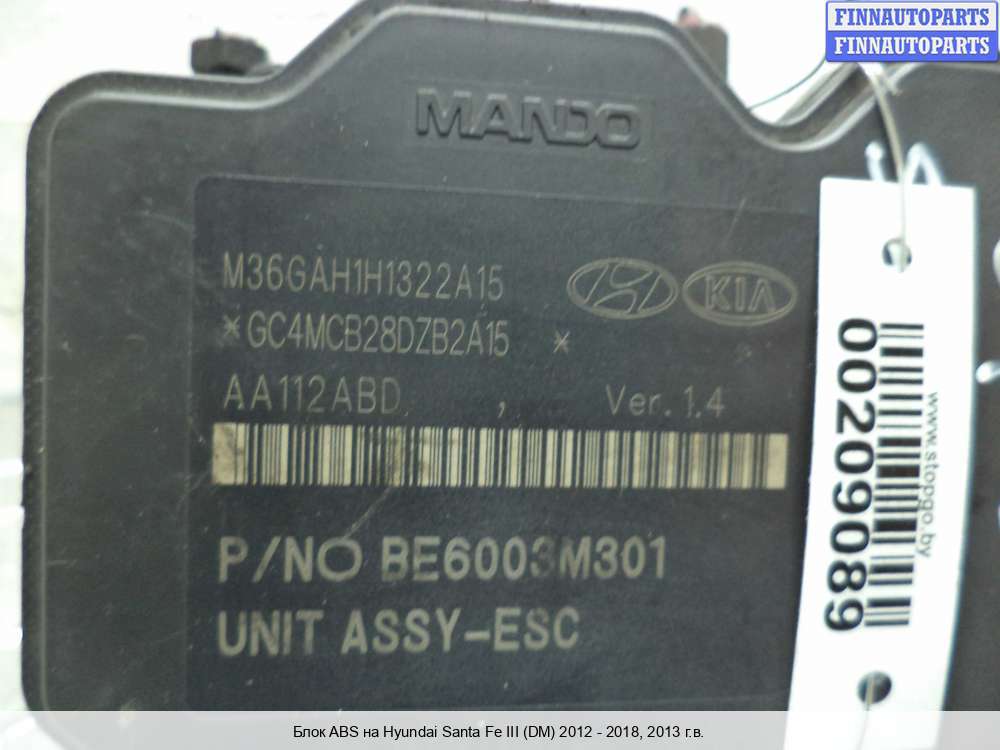 FINNAUTOPARTS
FINNAUTOPARTS
MANDO
M36GAH1H1322A15
*GC4MCB28DZB2A15 *
KIA
AA112ABD , Ver. 1.4
P/NO BE6003M301
UNIT ASSY-ESC
00209089
www.stopgo.by
Блок ABS на Hyundai Santa Fe III (DM) 2012 - 2018, 2013 г.в.